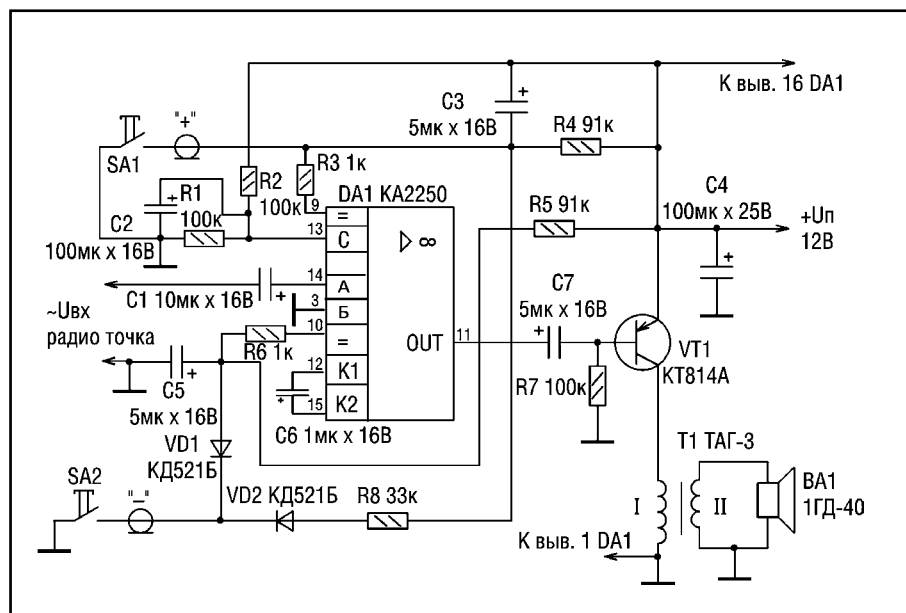 К выв. 16 DA1
C3
5мк x 16В
R4 91к
SA1
"+"
R1
100к
R2
100к
R3 1к
C2
100мк x 16В
DA1 KA2250
9
=
13
C
14
А
3
Б
10
=
12
K1
15
K2
▷ ∞
OUT
11
R5 91к
C4
100мк x 25В
+Uп
12В
C1 10мк x 16В
~Uвх
радио точка
R6 1к
C7
5мк x 16В
VT1
КТ814А
R7 100к
C5
5мк x 16В
C6 1мк x 16В
VD1
КД521Б
T1 ТАГ-3
SA2
"–"
VD2 КД521Б
R8 33к
I
II
BA1
1ГД-40
К выв. 1 DA1